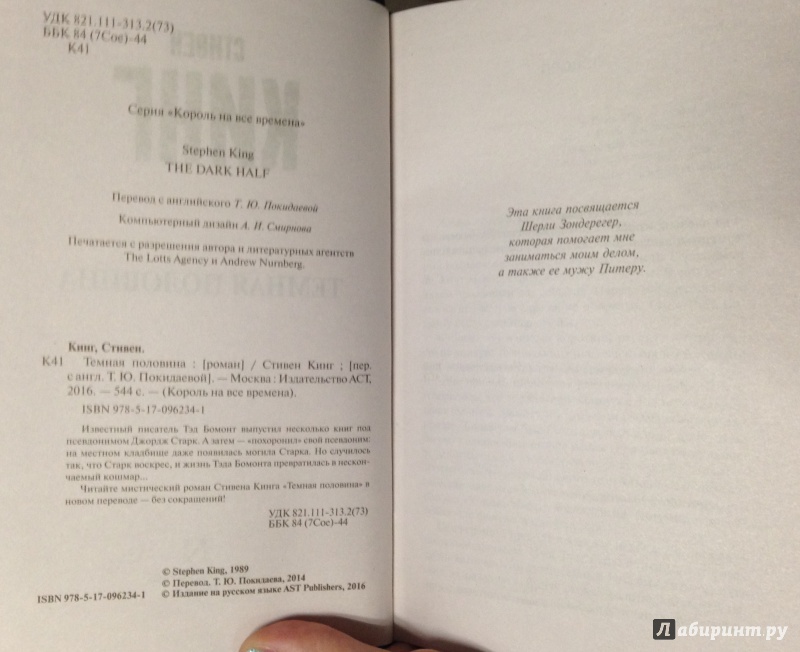 УДК 821.111-313.2(73)
ББК 84 (7Сое)-44
К41
Серия «Король на все времена»
Stephen King
THE DARK HALF
Перевод с английского Т. Ю. Покидаевой
Компьютерный дизайн А. И. Смирнова
Печатается с разрешения автора и литературных агентств
The Lotts Agency и Andrew Nurnberg.
Кинг, Стивен.
К41 Темная половина : [роман] / Стивен Кинг ; [пер.
с англ. Т. Ю. Покидаевой]. — Москва : Издательство АСТ,
2016. — 544 с. — (Король на все времена).
ISBN 978-5-17-096234-1
Известный писатель Тэд Бомонт выпустил несколько книг под
псевдонимом Джордж Старк. А затем — «похоронил» свой псевдоним:
на местном кладбище даже появилась могила Старка. Но случилось
так, что Старк воскрес, и жизнь Тэда Бомонта превратилась в нескон-
чаемый кошмар...
Читайте мистический роман Стивена Кинга «Темная половина» в
новом переводе — без сокращений!
УДК 821.111-313.2(73)
ББК 84 (7Сое)-44
© Stephen King, 1989
© Перевод. Т. Ю. Покидаева, 2014
ISBN 978-5-17-096234-1 © Издание на русском языке AST Publishers, 2016
Эта книга посвящается
Шерли Зондерегер,
которая помогает мне
заниматься моим делом,
а также ее мужу Питеру.
Лабиринт.ру